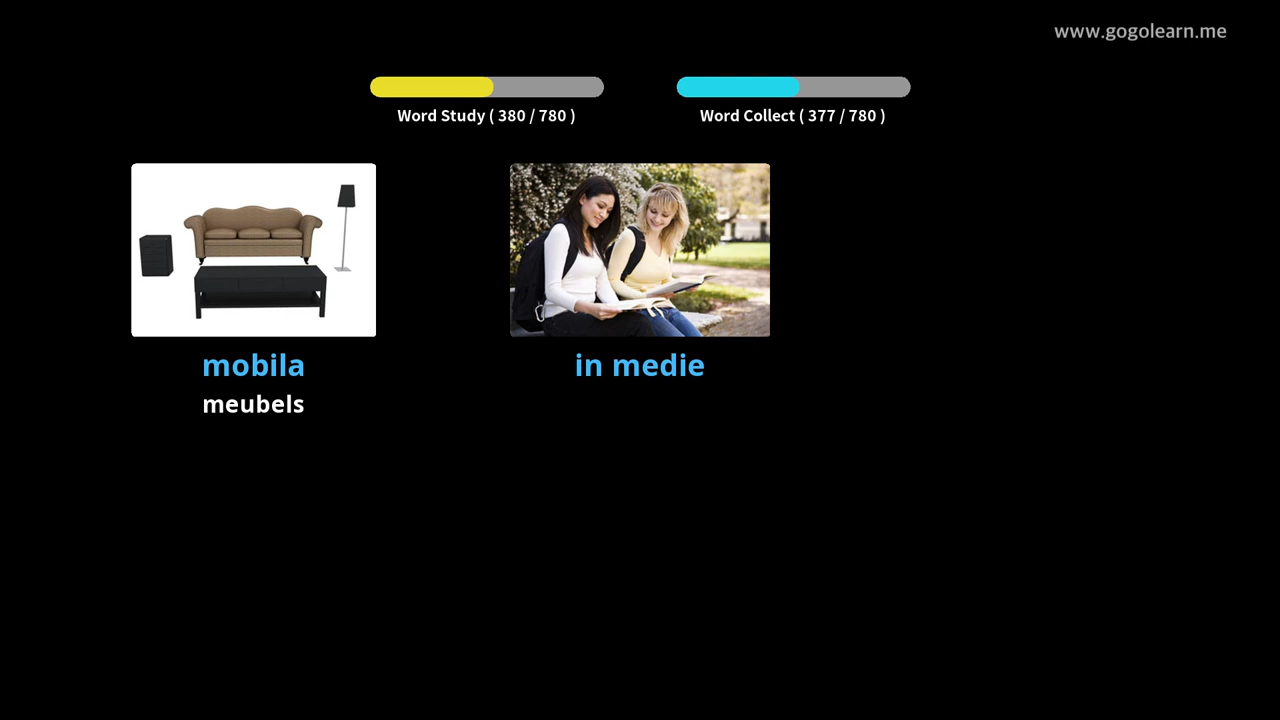 www.gogolearn.me
Word Study ( 380 / 780 )
Word Collect ( 377 / 780 )
mobila
in medie
meubels